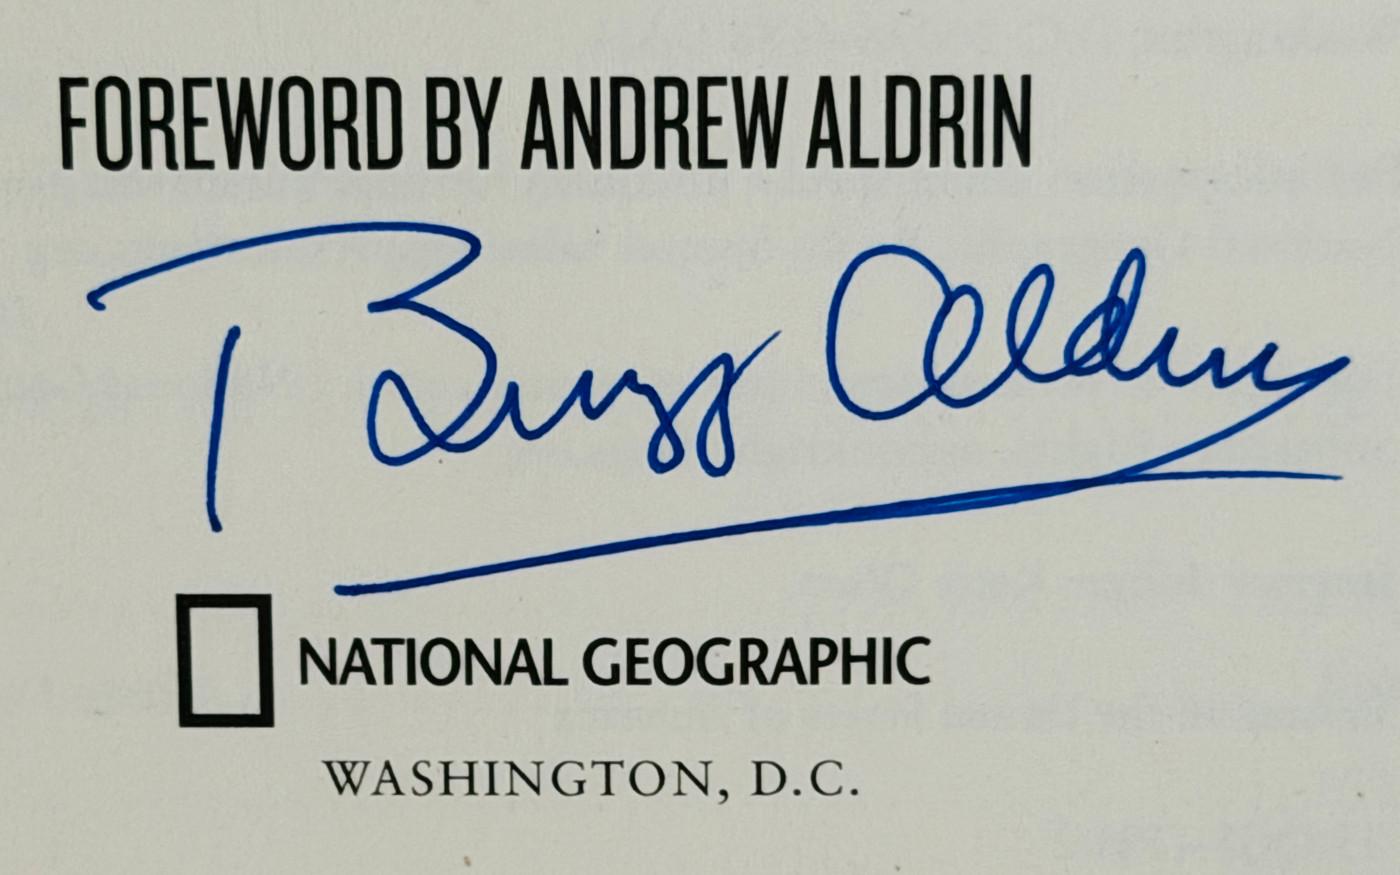 FOREWORD BY ANDREW ALDRIN
Buzz Aldrin
NATIONAL GEOGRAPHIC
WASHINGTON, D.C.